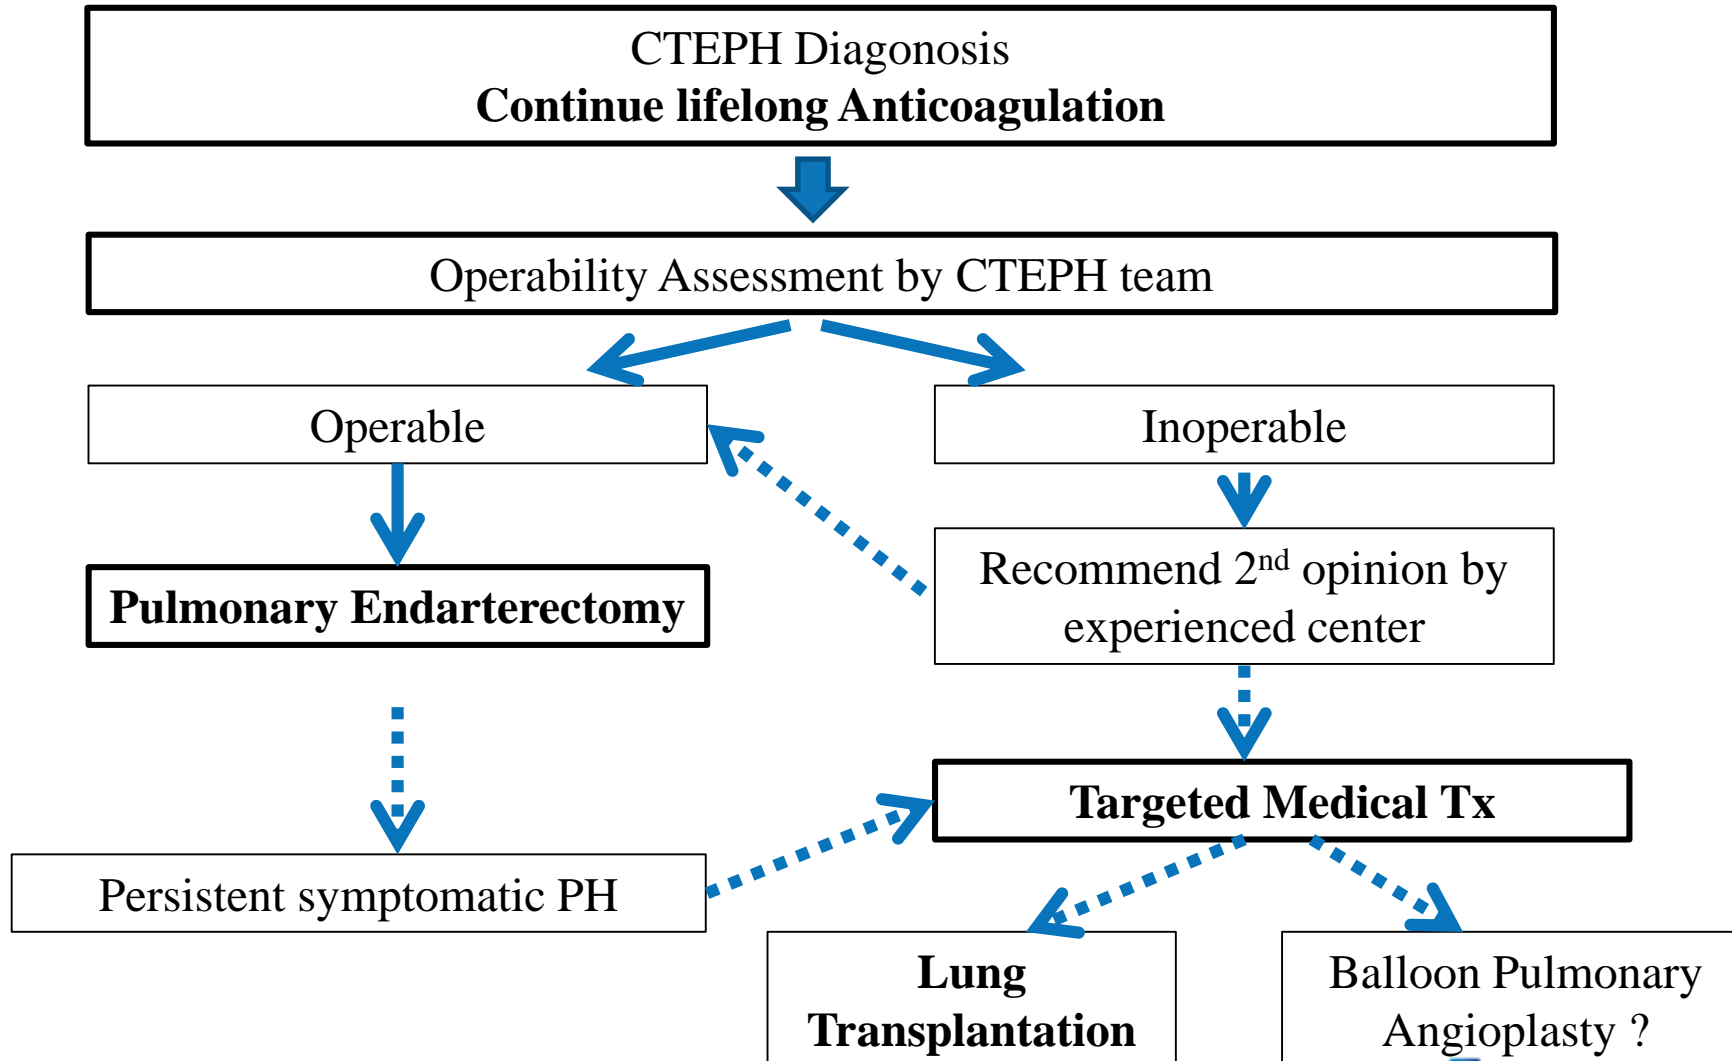 CTEPH Diagonosis
Continue lifelong Anticoagulation
Operability Assessment by CTEPH team
Operable
Inoperable
Pulmonary Endarterectomy
Recommend 2nd opinion by
experienced center
Targeted Medical Tx
Persistent symptomatic PH
Lung
Transplantation
Balloon Pulmonary
Angioplasty ?